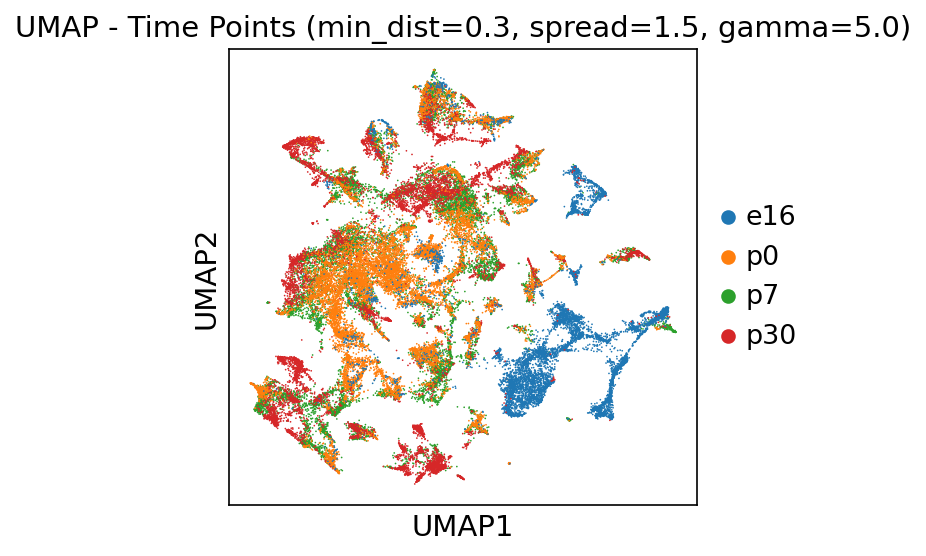 UMAP - Time Points (min_dist=0.3, spread=1.5, gamma=5.0)
e16
p0
p7
p30
UMAP2
UMAP1